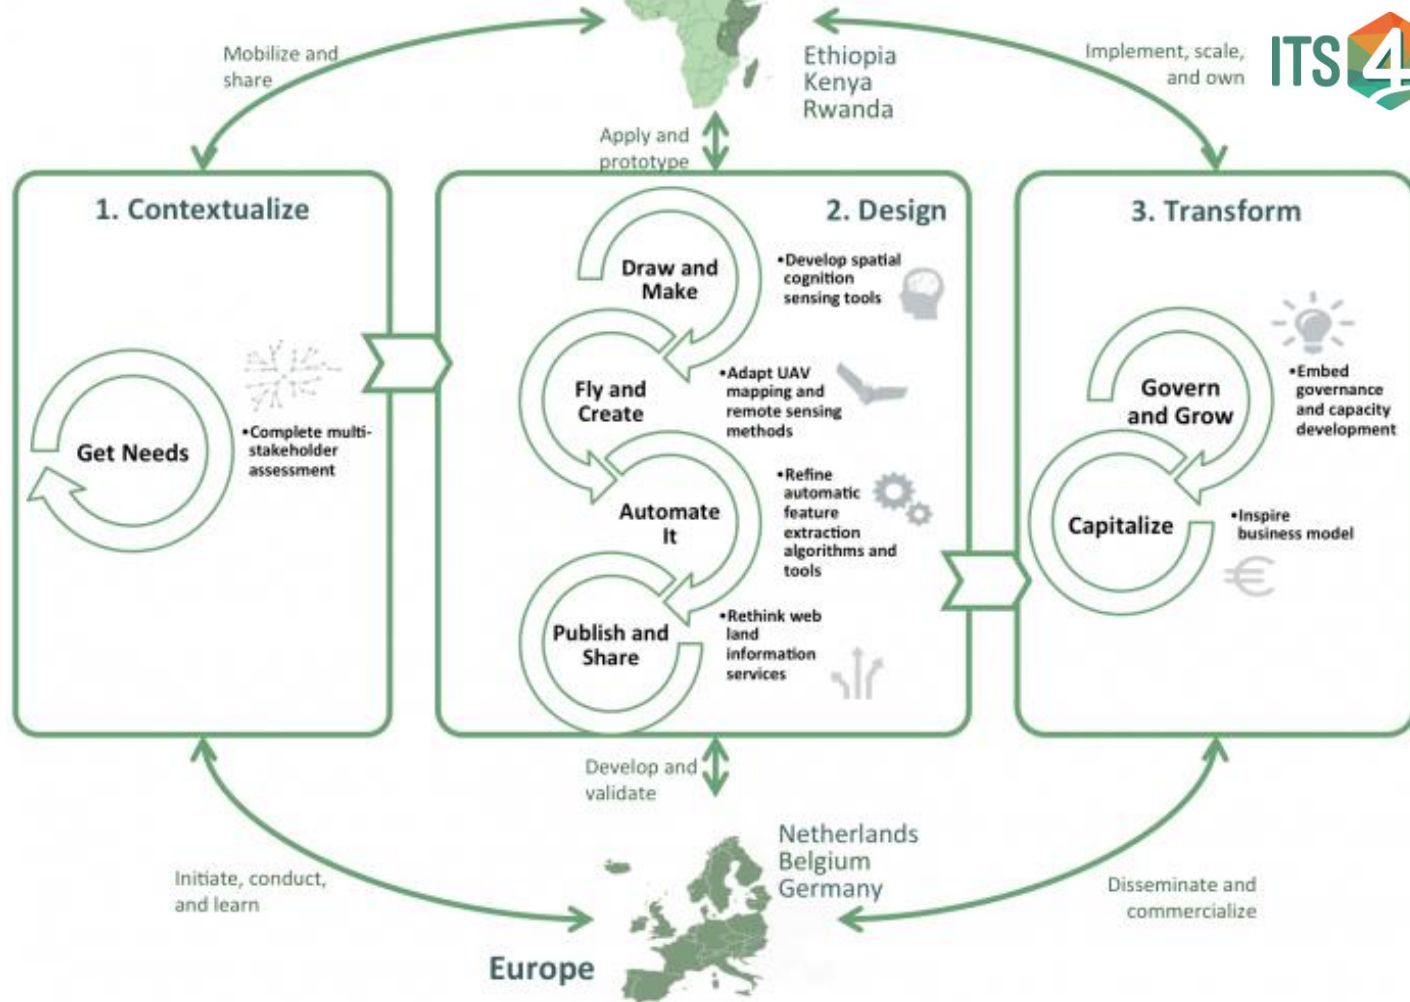 Mobilize and
share
Ethiopia
Kenya
Rwanda
Implement, scale,
and own
ITS4
Apply and
prototype
1. Contextualize
Get Needs
•Complete multi-
stakeholder
assessment
2. Design
Draw and
Make
•Develop spatial
cognition
sensing tools
Fly and
Create
•Adapt UAV
mapping and
remote sensing
methods
Automate
It
•Refine
automatic
feature
extraction
algorithms and
tools
Publish and
Share
•Rethink web
land
information
services
3. Transform
Govern
and Grow
•Embed
governance
and capacity
development
Capitalize
•Inspire
business model
€
Develop and
validate
Initiate, conduct,
and learn
Netherlands
Belgium
Germany
Europe
Disseminate and
commercialize